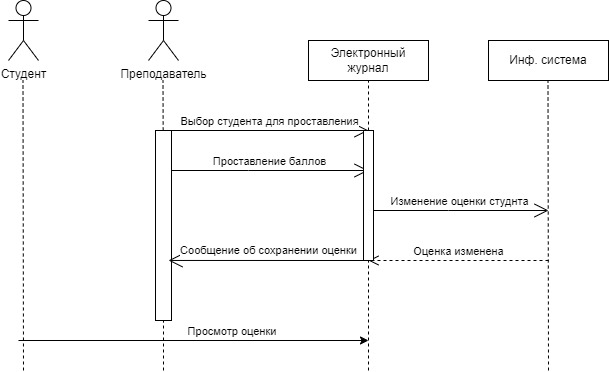 Студент
Преподаватель
Электронный
журнал
Инф. система
Выбор студента для проставления
Проставление баллов
Изменение оценки студнта
Сообщение об сохранении оценки
Оценка изменена
Просмотр оценки